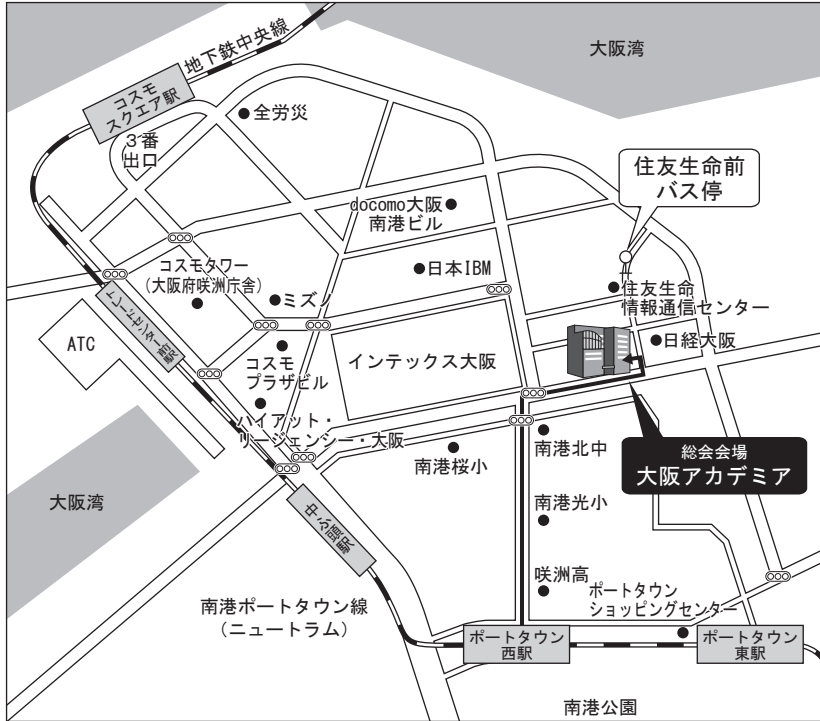 地下鉄中央線
大阪湾
コスモ
スクエア駅
3番
出口
全労災
住友生命前
バス停
docomo大阪
南港ビル
コスモタワー
(大阪府咲洲庁舎)
ミズノ
日本IBM
住友生命
情報通信センター
トレードセンター前駅
ATC
コスモ
プラザビル
インテックス大阪
日経大阪
ハイアット・
リージェンシー・大阪
南港桜小
南港北中
総会会場
大阪アカデミア
大阪湾
中ふ頭駅
南港光小
咲洲高
ポートタウン
ショッピングセンター
南港ポートタウン線
(ニュートラム)
ポートタウン
西駅
ポートタウン
東駅
南港公園